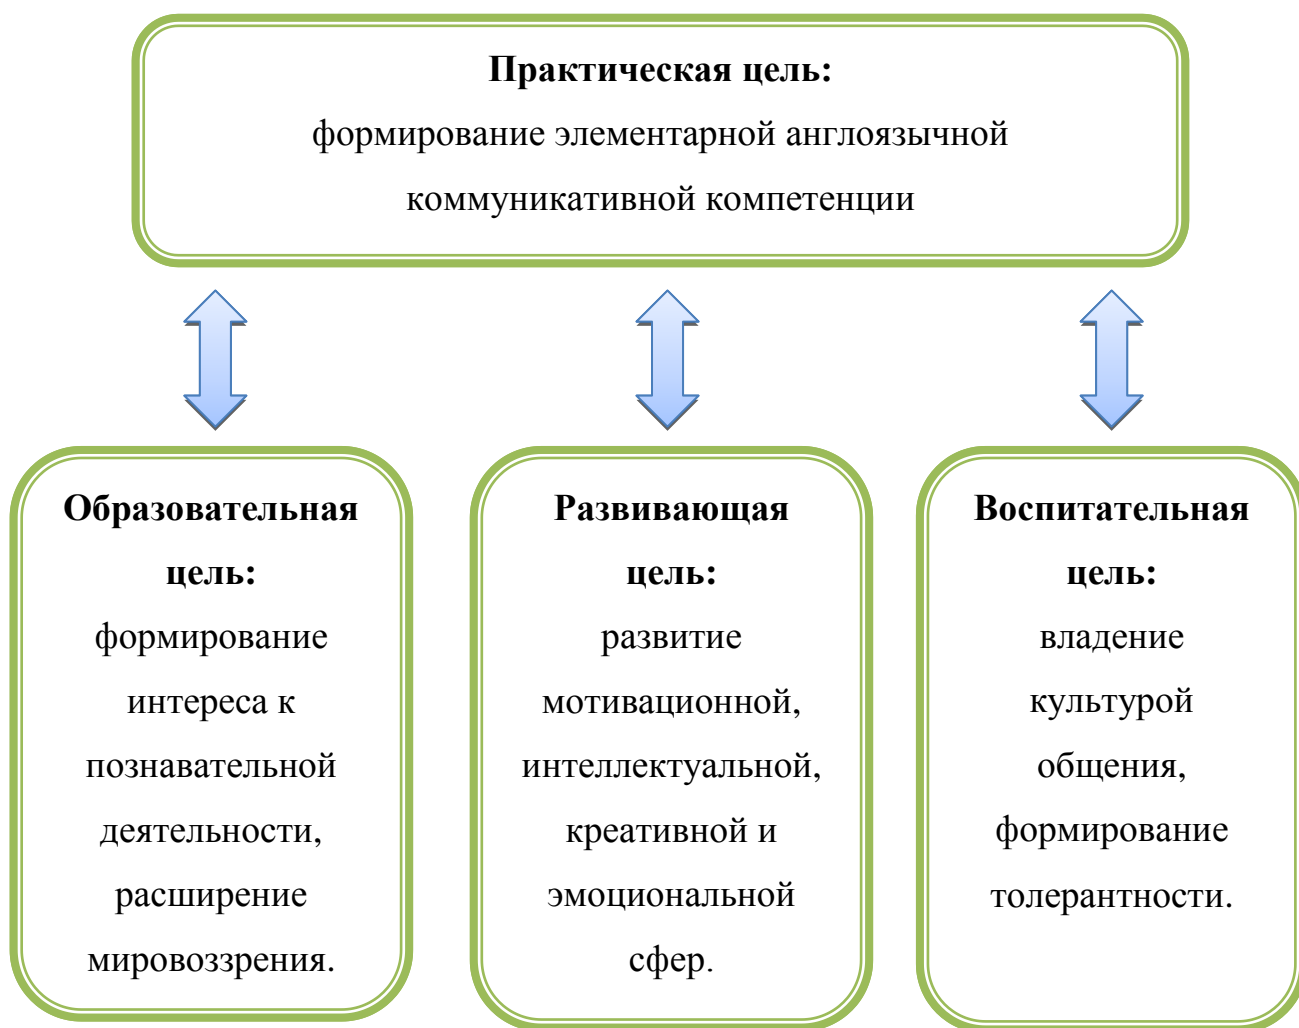 Практическая цель:
формирование элементарной англоязычной
коммуникативной компетенции
Образовательная
цель:
формирование
интереса к
познавательной
деятельности,
расширение
мировоззрения.
Развивающая
цель:
развитие
мотивационной,
интеллектуальной,
креативной и
эмоциональной
сфер.
Воспитательная
цель:
владение
культурой
общения,
формирование
толерантности.